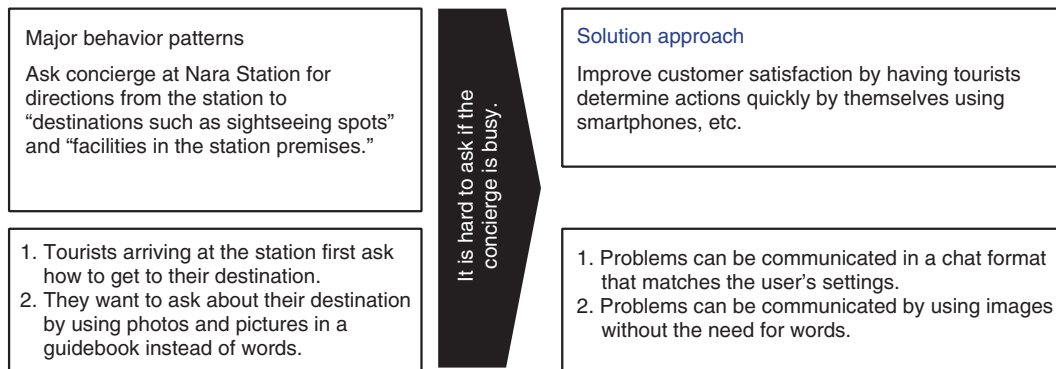 Major behavior patterns
Ask concierge at Nara Station for
directions from the station to
“destinations such as sightseeing spots”
and “facilities in the station premises.”
1. Tourists arriving at the station first ask
how to get to their destination.
2. They want to ask about their destination
by using photos and pictures in a
guidebook instead of words.
It is hard to ask if the
concierge is busy.
Solution approach
Improve customer satisfaction by having tourists
determine actions quickly by themselves using
smartphones, etc.
1. Problems can be communicated in a chat format
that matches the user’s settings.
2. Problems can be communicated by using images
without the need for words.